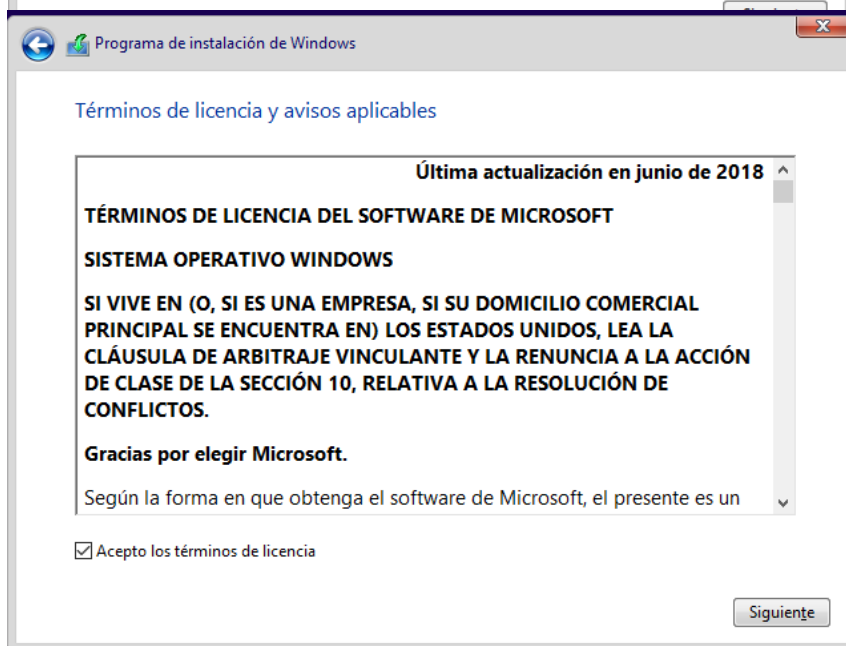 Programa de instalación de Windows
Términos de licencia y avisos aplicables
Última actualización en junio de 2018
TÉRMINOS DE LICENCIA DEL SOFTWARE DE MICROSOFT
SISTEMA OPERATIVO WINDOWS
SI VIVE EN (O, SI ES UNA EMPRESA, SI SU DOMICILIO COMERCIAL
PRINCIPAL SE ENCUENTRA EN) LOS ESTADOS UNIDOS, LEA LA
CLÁUSULA DE ARBITRAJE VINCULANTE Y LA RENUNCIA A LA ACCIÓN
DE CLASE DE LA SECCIÓN 10, RELATIVA A LA RESOLUCIÓN DE
CONFLICTOS.
Gracias por elegir Microsoft.
Según la forma en que obtenga el software de Microsoft, el presente es un
Acepto los términos de licencia
Siguiente